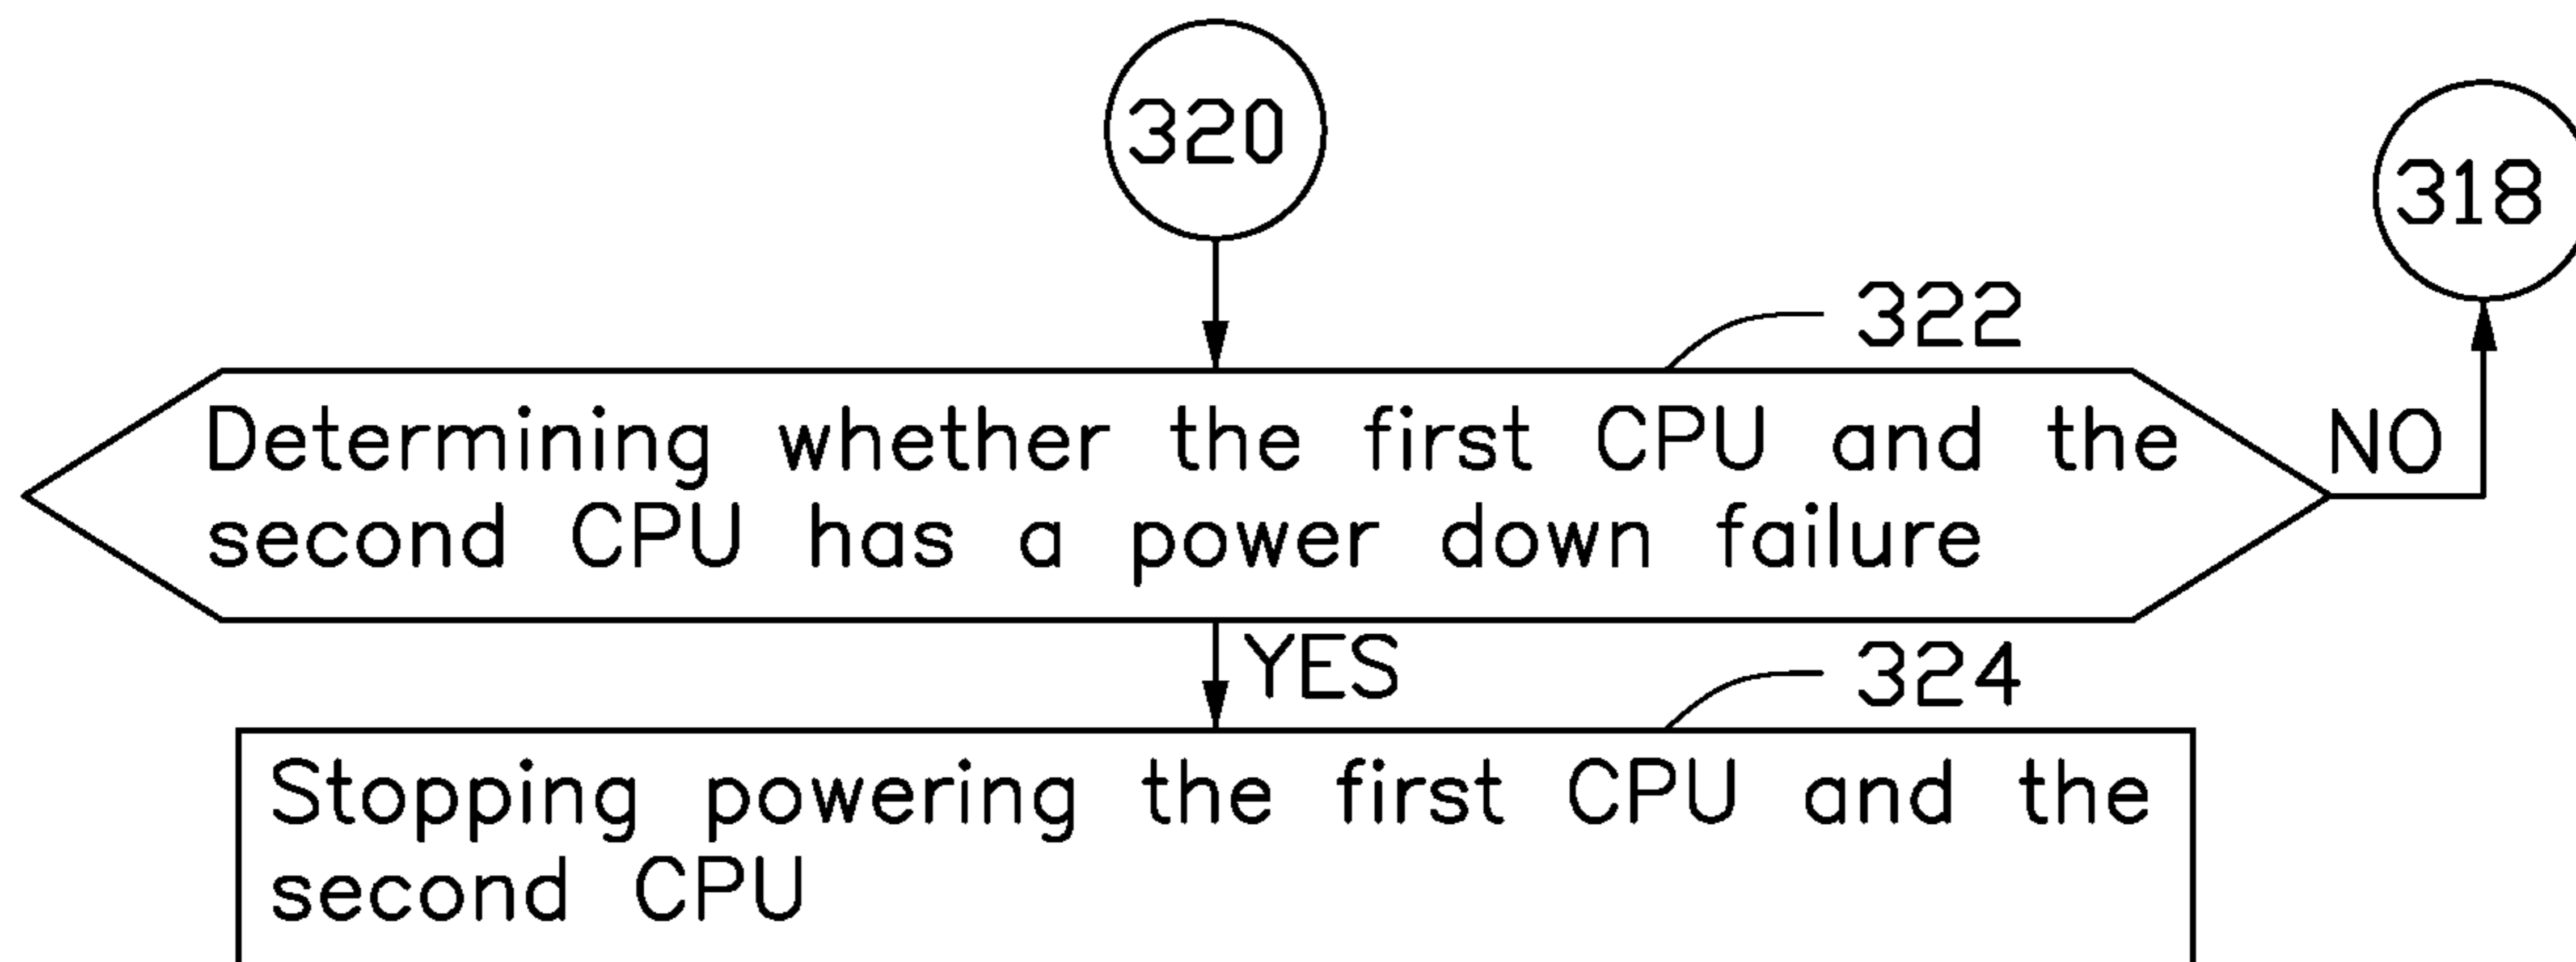 320
318
322
Determining whether the first CPU and the
second CPU has a power down failure
NO
YES
324
Stopping powering the first CPU and the
second CPU